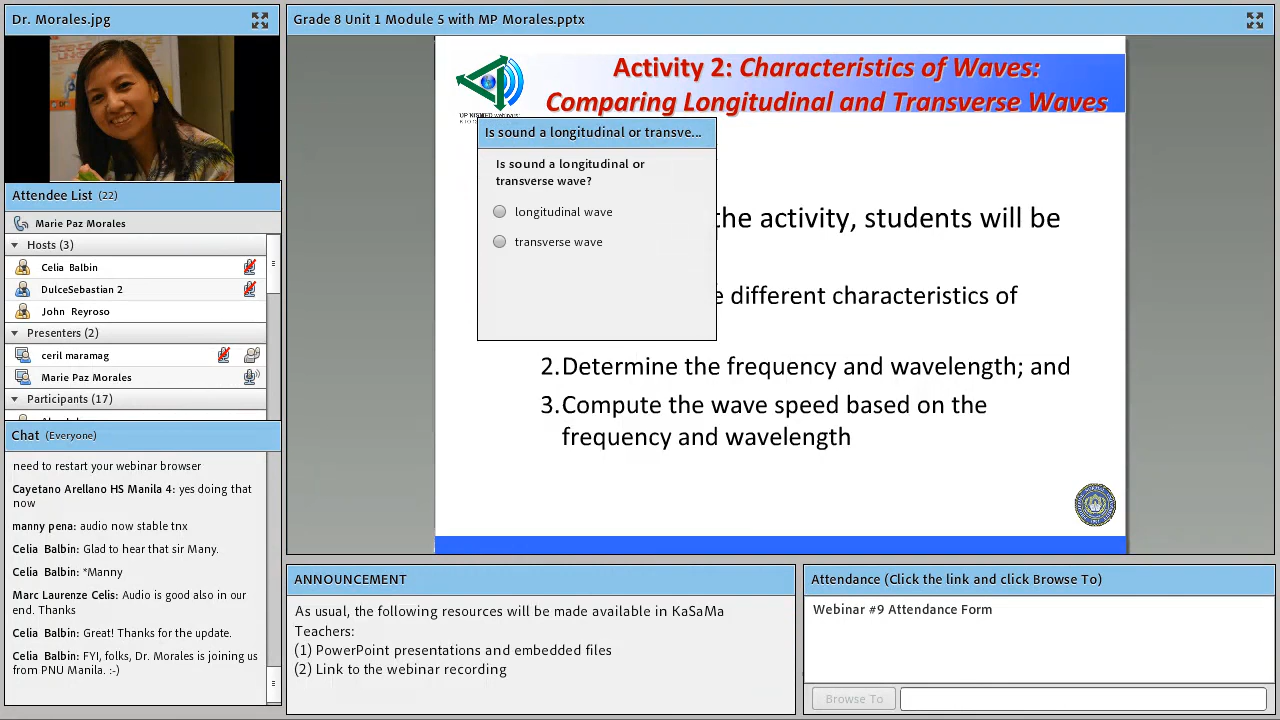 Dr. Morales.jpg
Attendee List (22)
Marie Paz Morales
Hosts (3)
Celia Balbin
DulceSebastian 2
John Reyroso
Presenters (2)
ceril maramag
Marie Paz Morales
Participants (17)
Chat (Everyone)
need to restart your webinar browser
Cayetano Arellano HS Manila 4: yes doing that
now
manny pena: audio now stable tnx
Celia Balbin: Glad to hear that sir Many.
Celia Balbin: *Manny
Marc Laurenze Celis: Audio is good also in our
end. Thanks
Celia Balbin: Great! Thanks for the update.
Celia Balbin: FYI, folks, Dr. Morales is joining us
from PNU Manila. :-)
Grade 8 Unit 1 Module 5 with MP Morales.pptx
Activity 2: Characteristics of Waves:
Comparing Longitudinal and Transverse Waves
Is sound a longitudinal or transve...
Is sound a longitudinal or
transverse wave?
longitudinal wave
transverse wave
the activity, students will be
different characteristics of
2. Determine the frequency and wavelength; and
3. Compute the wave speed based on the
frequency and wavelength
ANNOUNCEMENT
As usual, the following resources will be made available in KaSaMa
Teachers:
(1) PowerPoint presentations and embedded files
(2) Link to the webinar recording
Attendance (Click the link and click Browse To)
Webinar #9 Attendance Form
Browse To